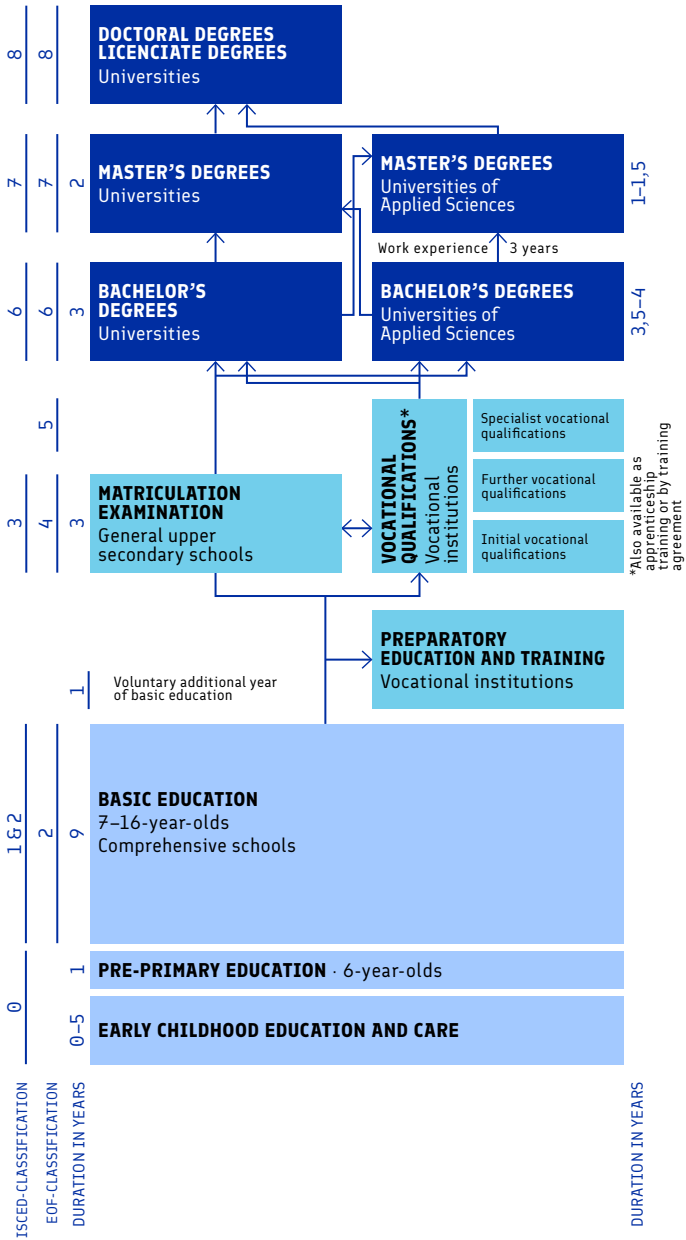 8
8
DOCTORAL DEGREES
LICENCIATE DEGREES
Universities
7
7
2
MASTER'S DEGREES
Universities
MASTER'S DEGREES
Universities of
Applied Sciences
1–1,5
Work experience
3 years
6
6
3
BACHELOR'S
DEGREES
Universities
BACHELOR'S DEGREES
Universities of
Applied Sciences
3,5–4
5
3
4
3
MATRICULATION
EXAMINATION
General upper
secondary schools
VOCATIONAL
QUALIFICATIONS*
Vocational
institutions
Specialist vocational
qualifications
Further vocational
qualifications
Initial vocational
qualifications
*Also available as
apprenticeship
training or by training
agreement
PREPARATORY
EDUCATION AND TRAINING
Vocational institutions
1
Voluntary additional year
of basic education
1 & 2
2
9
BASIC EDUCATION
7–16-year-olds
Comprehensive schools
0
1
PRE-PRIMARY EDUCATION · 6-year-olds
0–5
EARLY CHILDHOOD EDUCATION AND CARE
ISCED-CLASSIFICATION
EOF-CLASSIFICATION
DURATION IN YEARS
DURATION IN YEARS